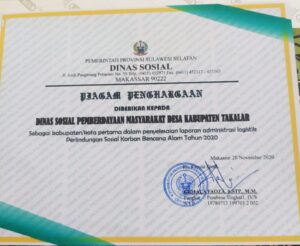 PEMERINTAH PROVINSI SULAWESI SELATAN
DINAS SOSIAL
MAKASSAR 90222
PIAGAM PENGHARGAAN
DIBERIKAN KEPADA
DINAS SOSIAL PEMBERDAYAAN MASYARAKAT DESA KABUPATEN TAKALAR
Sebagai kabupaten/kota pertama dalam penyelesaian laporan administrasi logistik
Perlindungan Sosial Korban Bencana Alam Tahun 2020
Makassar 20 November 2020